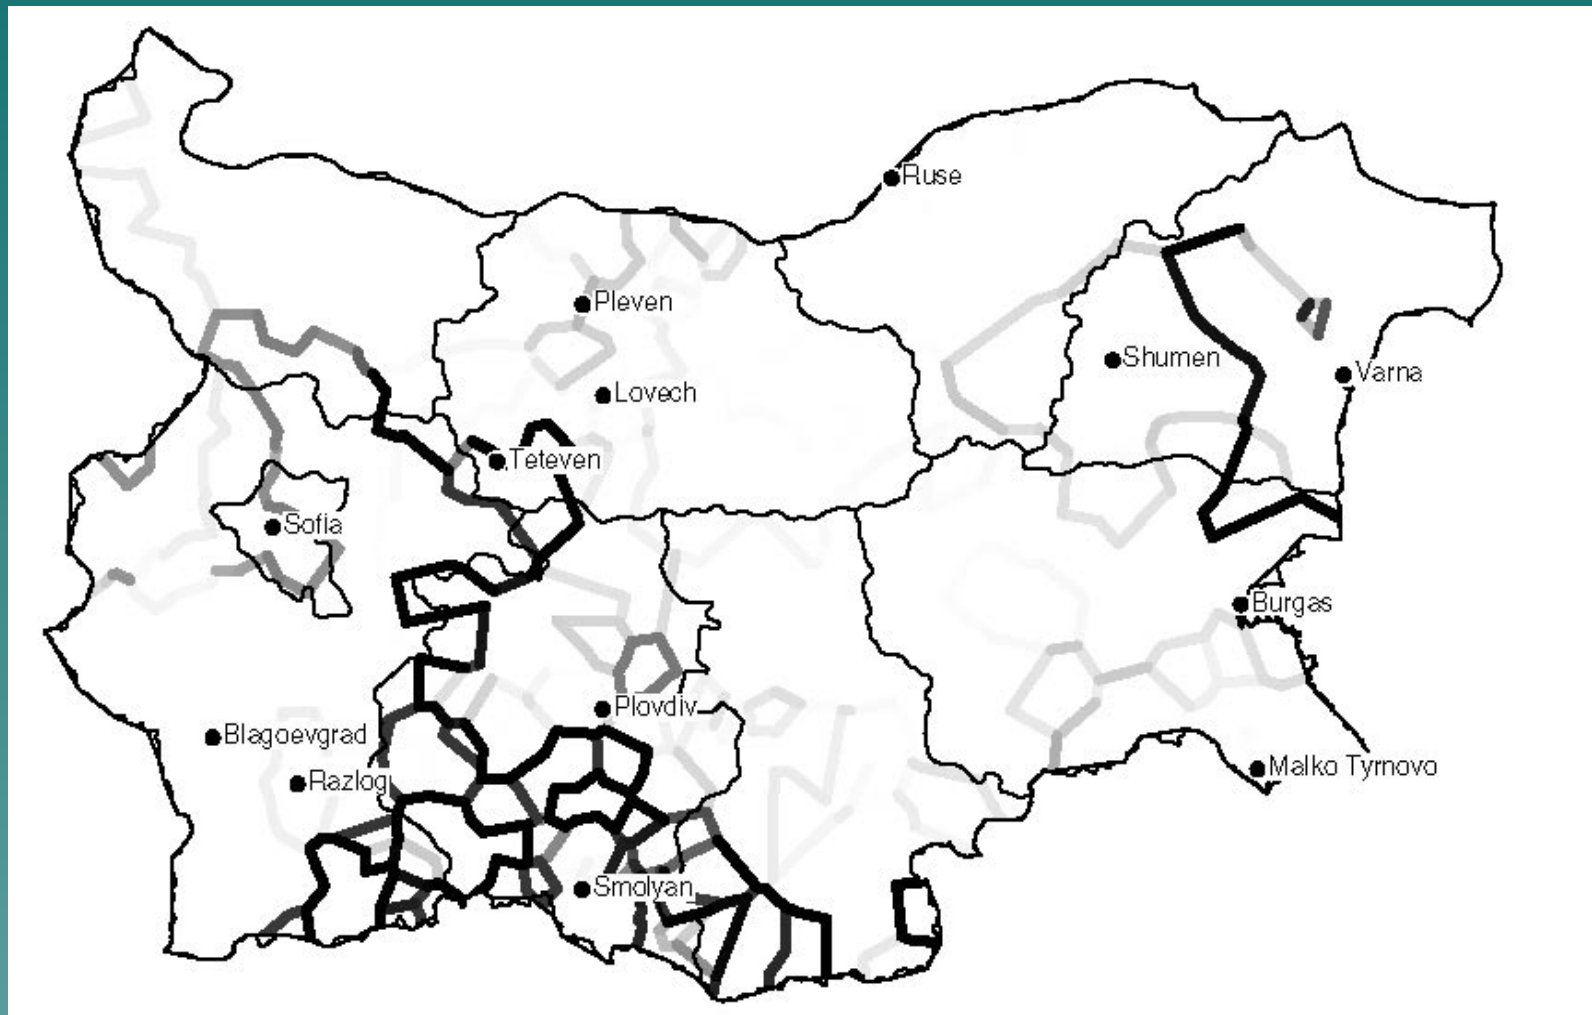 Ruse
Pleven
Shumen
Varna
Lovech
Teteven
Sofia
Burgas
Plovdiv
Blagoevgrad
Malko Tyrnovo
Razlog
Smolyan